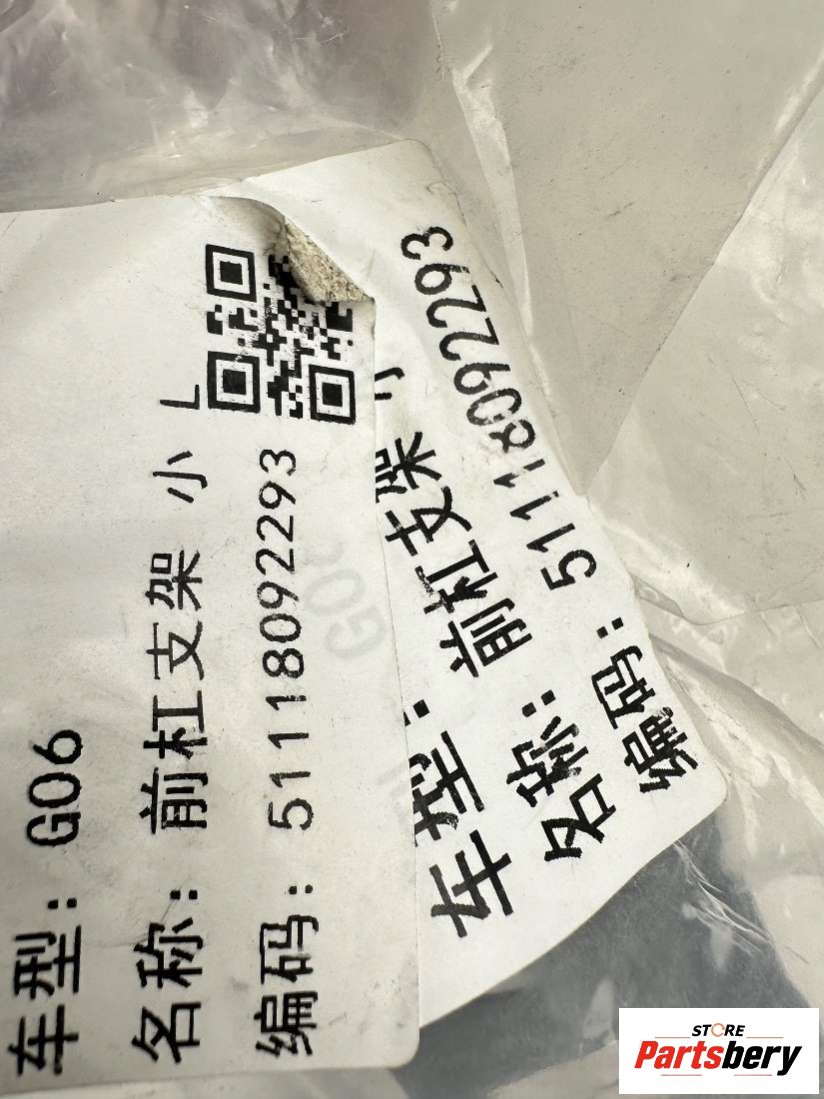 车型：G06
名称：前杠支架 小 L
编码：51118092293
车型：
名称：前杠支架 小
编码：51118092293
STORE
Partsbery